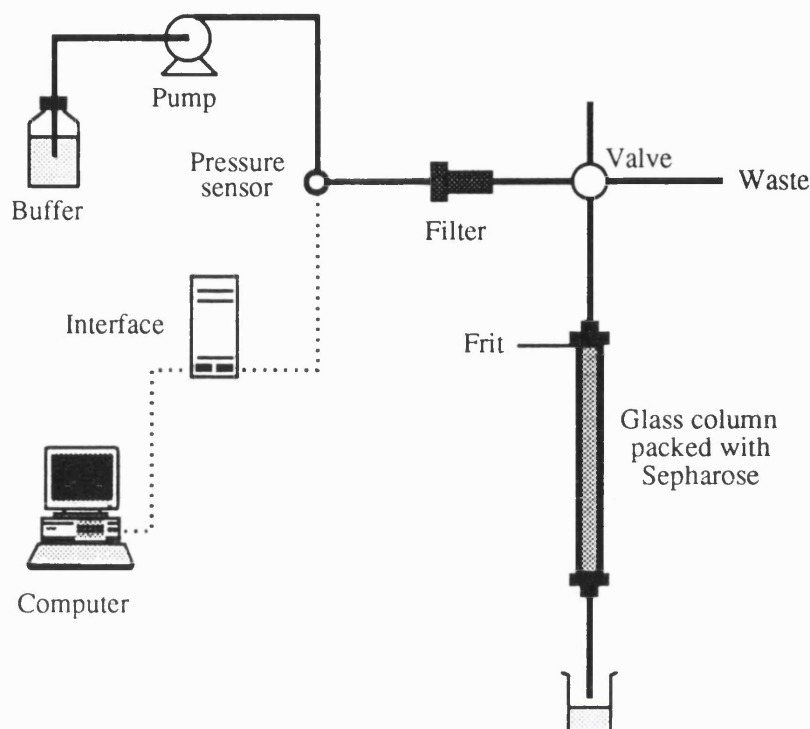 Pump
Buffer
Pressure
sensor
Filter
Valve
Waste
Interface
Frit
Glass column
packed with
Sepharose
Computer